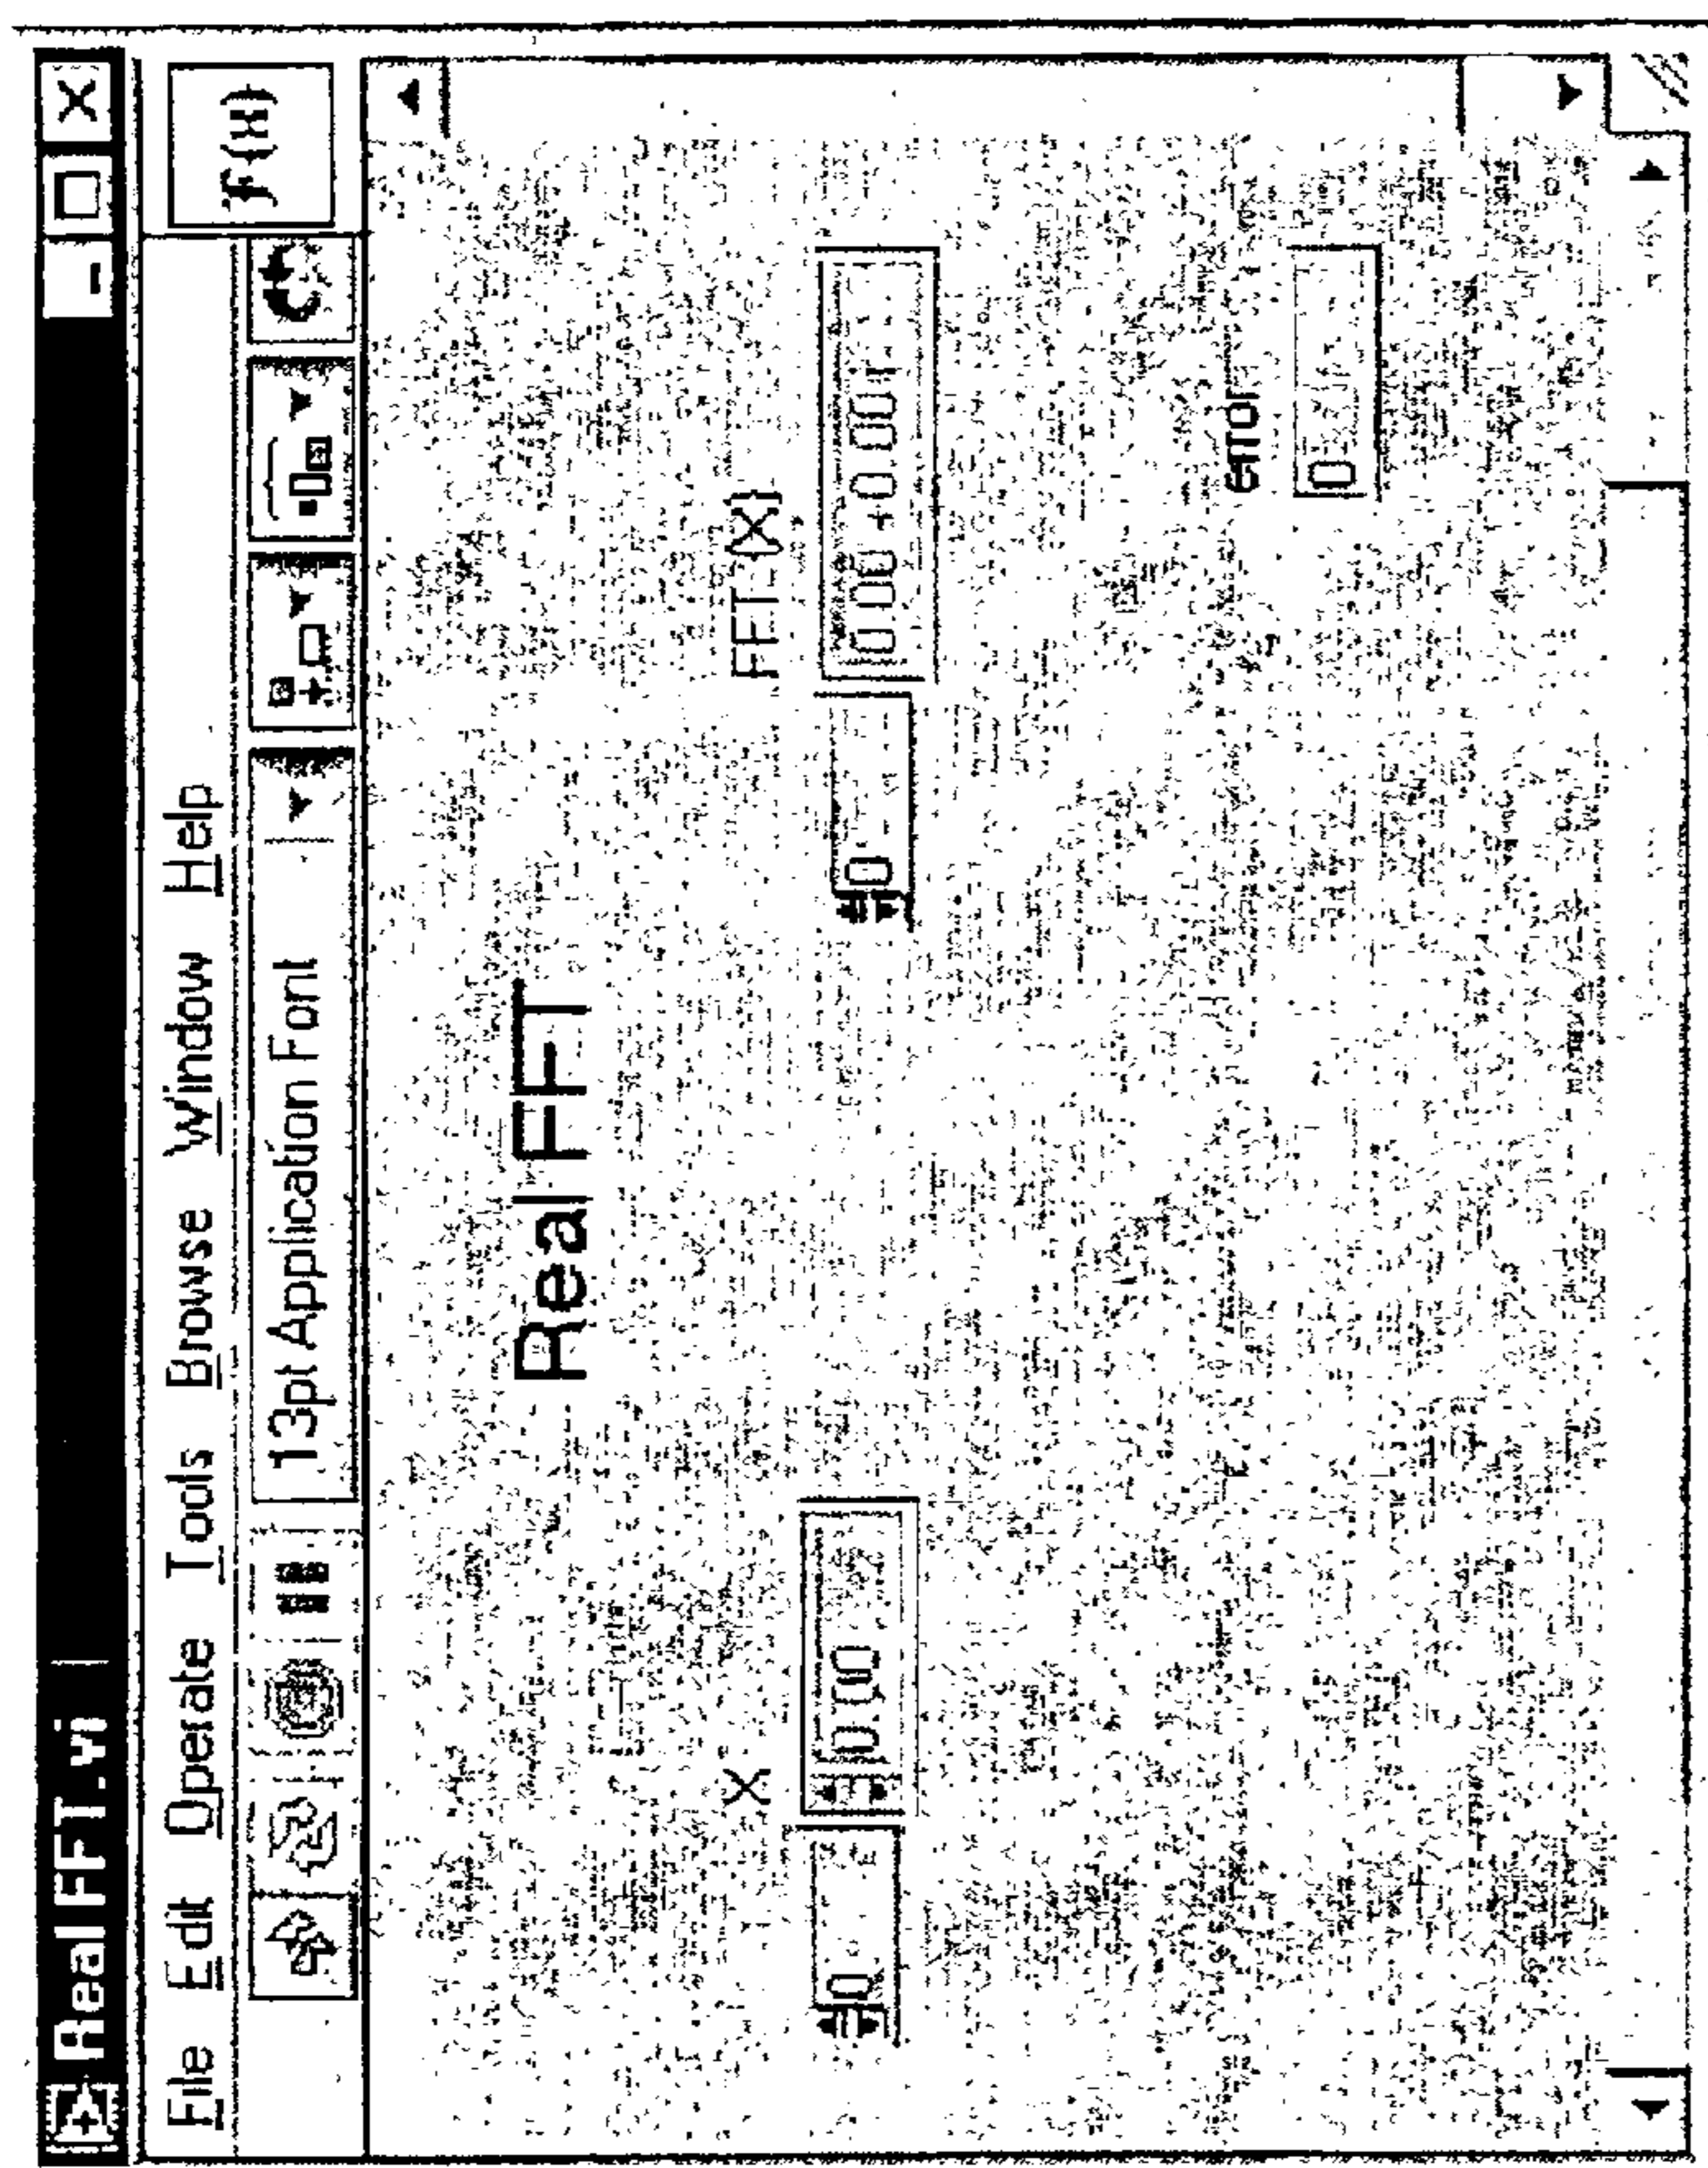 Real FFT.vi
File Edit Operate Tools Browse Window Help
13pt Application Font
f(x)
Real FFT
X
FFT {X}
0
0.00
0
0.00 +0.00 i
error
0